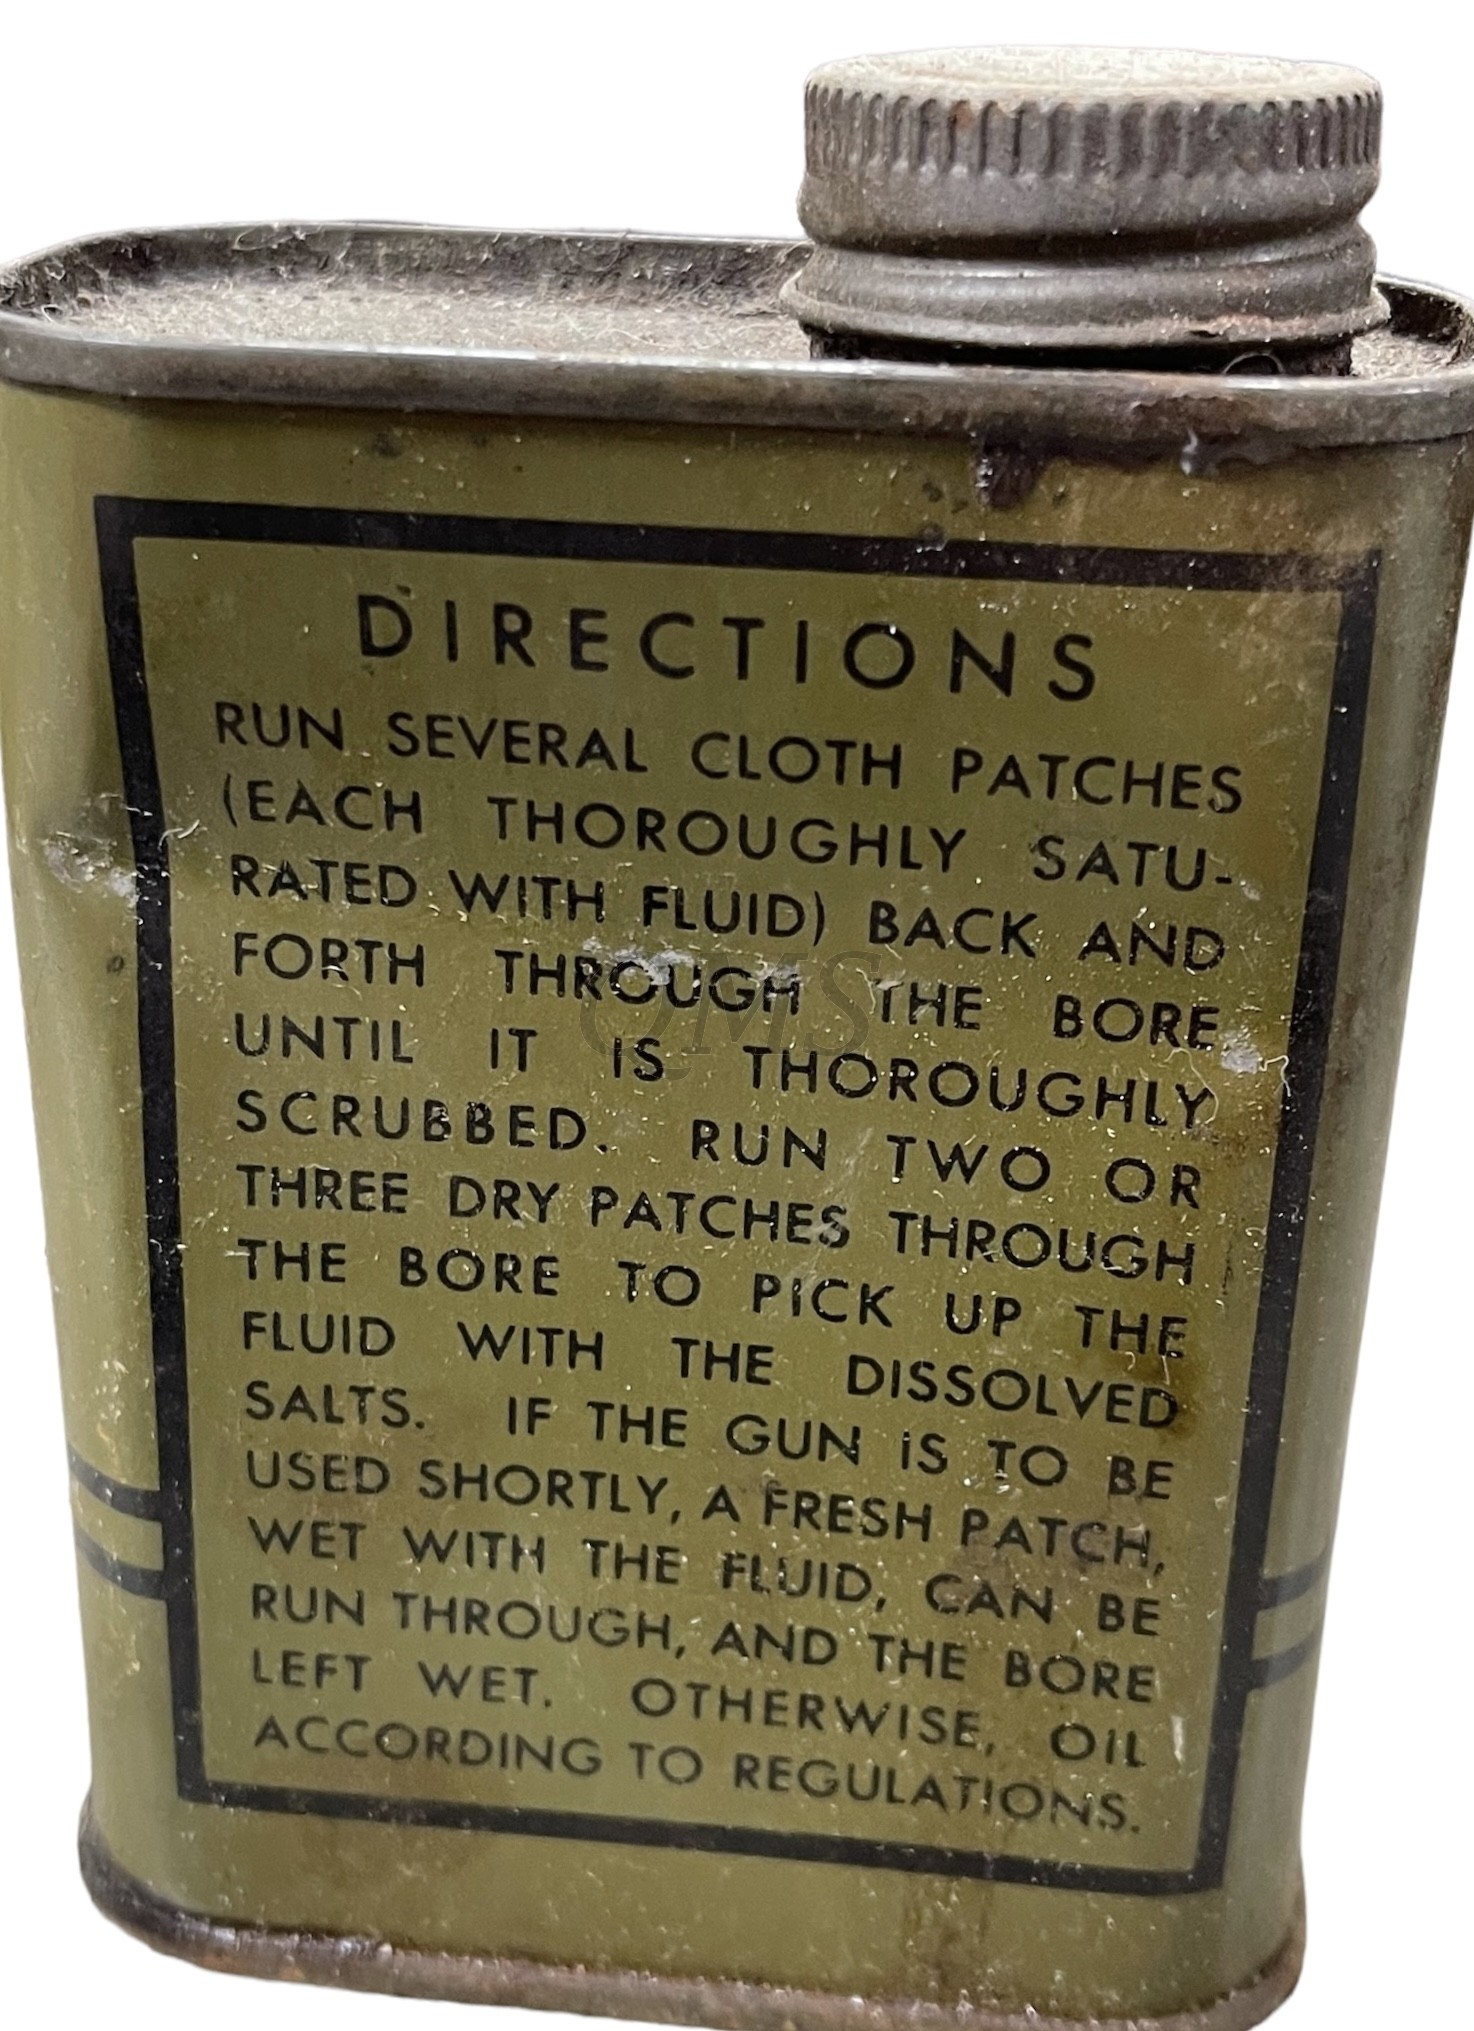 DIRECTIONS
RUN SEVERAL CLOTH PATCHES
(EACH THOROUGHLY SATU-
RATED WITH FLUID) BACK AND
FORTH THROUGH THE BORE
UNTIL IT IS THOROUGHLY
SCRUBBED. RUN TWO OR
THREE DRY PATCHES THROUGH
THE BORE TO PICK UP THE
FLUID WITH THE DISSOLVED
SALTS. IF THE GUN IS TO BE
USED SHORTLY, A FRESH PATCH,
WET WITH THE FLUID, CAN BE
RUN THROUGH, AND THE BORE
LEFT WET. OTHERWISE, OIL
ACCORDING TO REGULATIONS.
QMS